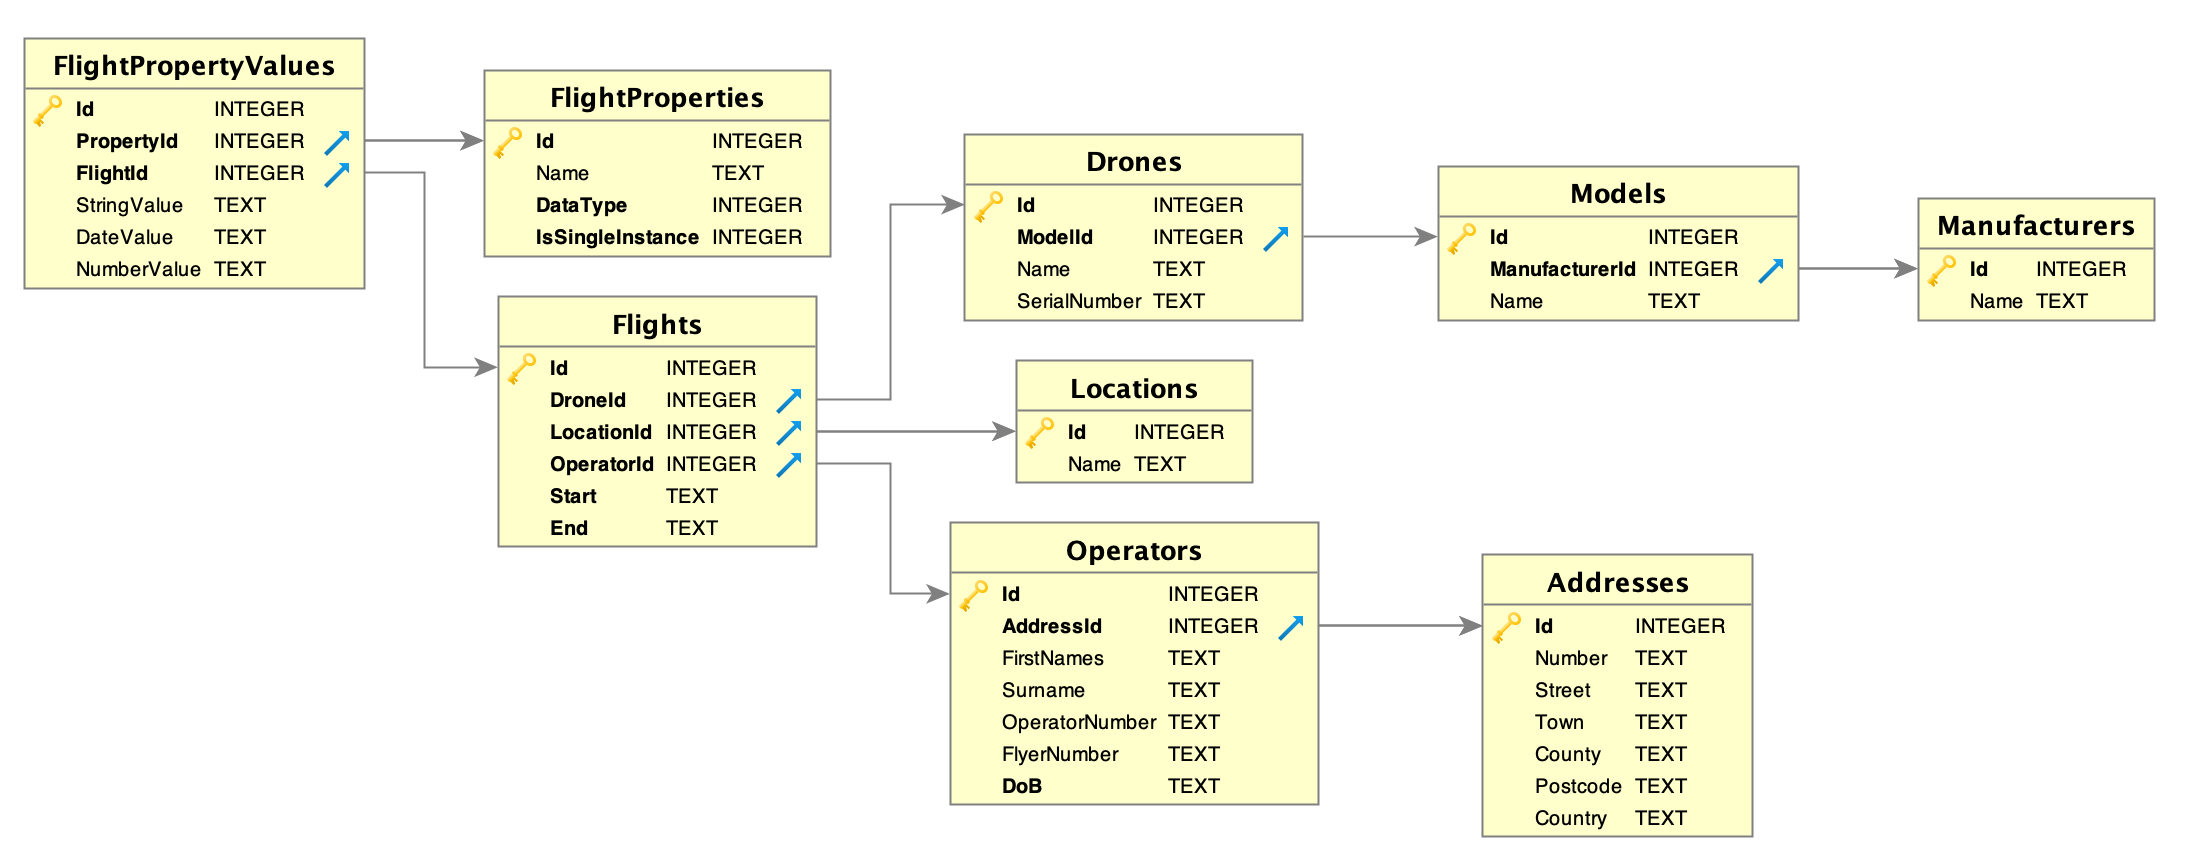 FlightPropertyValues
Id INTEGER
PropertyId INTEGER
FlightId INTEGER
StringValue TEXT
DateValue TEXT
NumberValue TEXT
FlightProperties
Id INTEGER
Name TEXT
DataType INTEGER
IsSingleInstance INTEGER
Flights
Id INTEGER
DroneId INTEGER
LocationId INTEGER
OperatorId INTEGER
Start TEXT
End TEXT
Drones
Id INTEGER
ModelId INTEGER
Name TEXT
SerialNumber TEXT
Locations
Id INTEGER
Name TEXT
Operators
Id INTEGER
AddressId INTEGER
FirstNames TEXT
Surname TEXT
OperatorNumber TEXT
FlyerNumber TEXT
DoB TEXT
Models
Id INTEGER
ManufacturerId INTEGER
Name TEXT
Manufacturers
Id INTEGER
Name TEXT
Addresses
Id INTEGER
Number TEXT
Street TEXT
Town TEXT
County TEXT
Postcode TEXT
Country TEXT